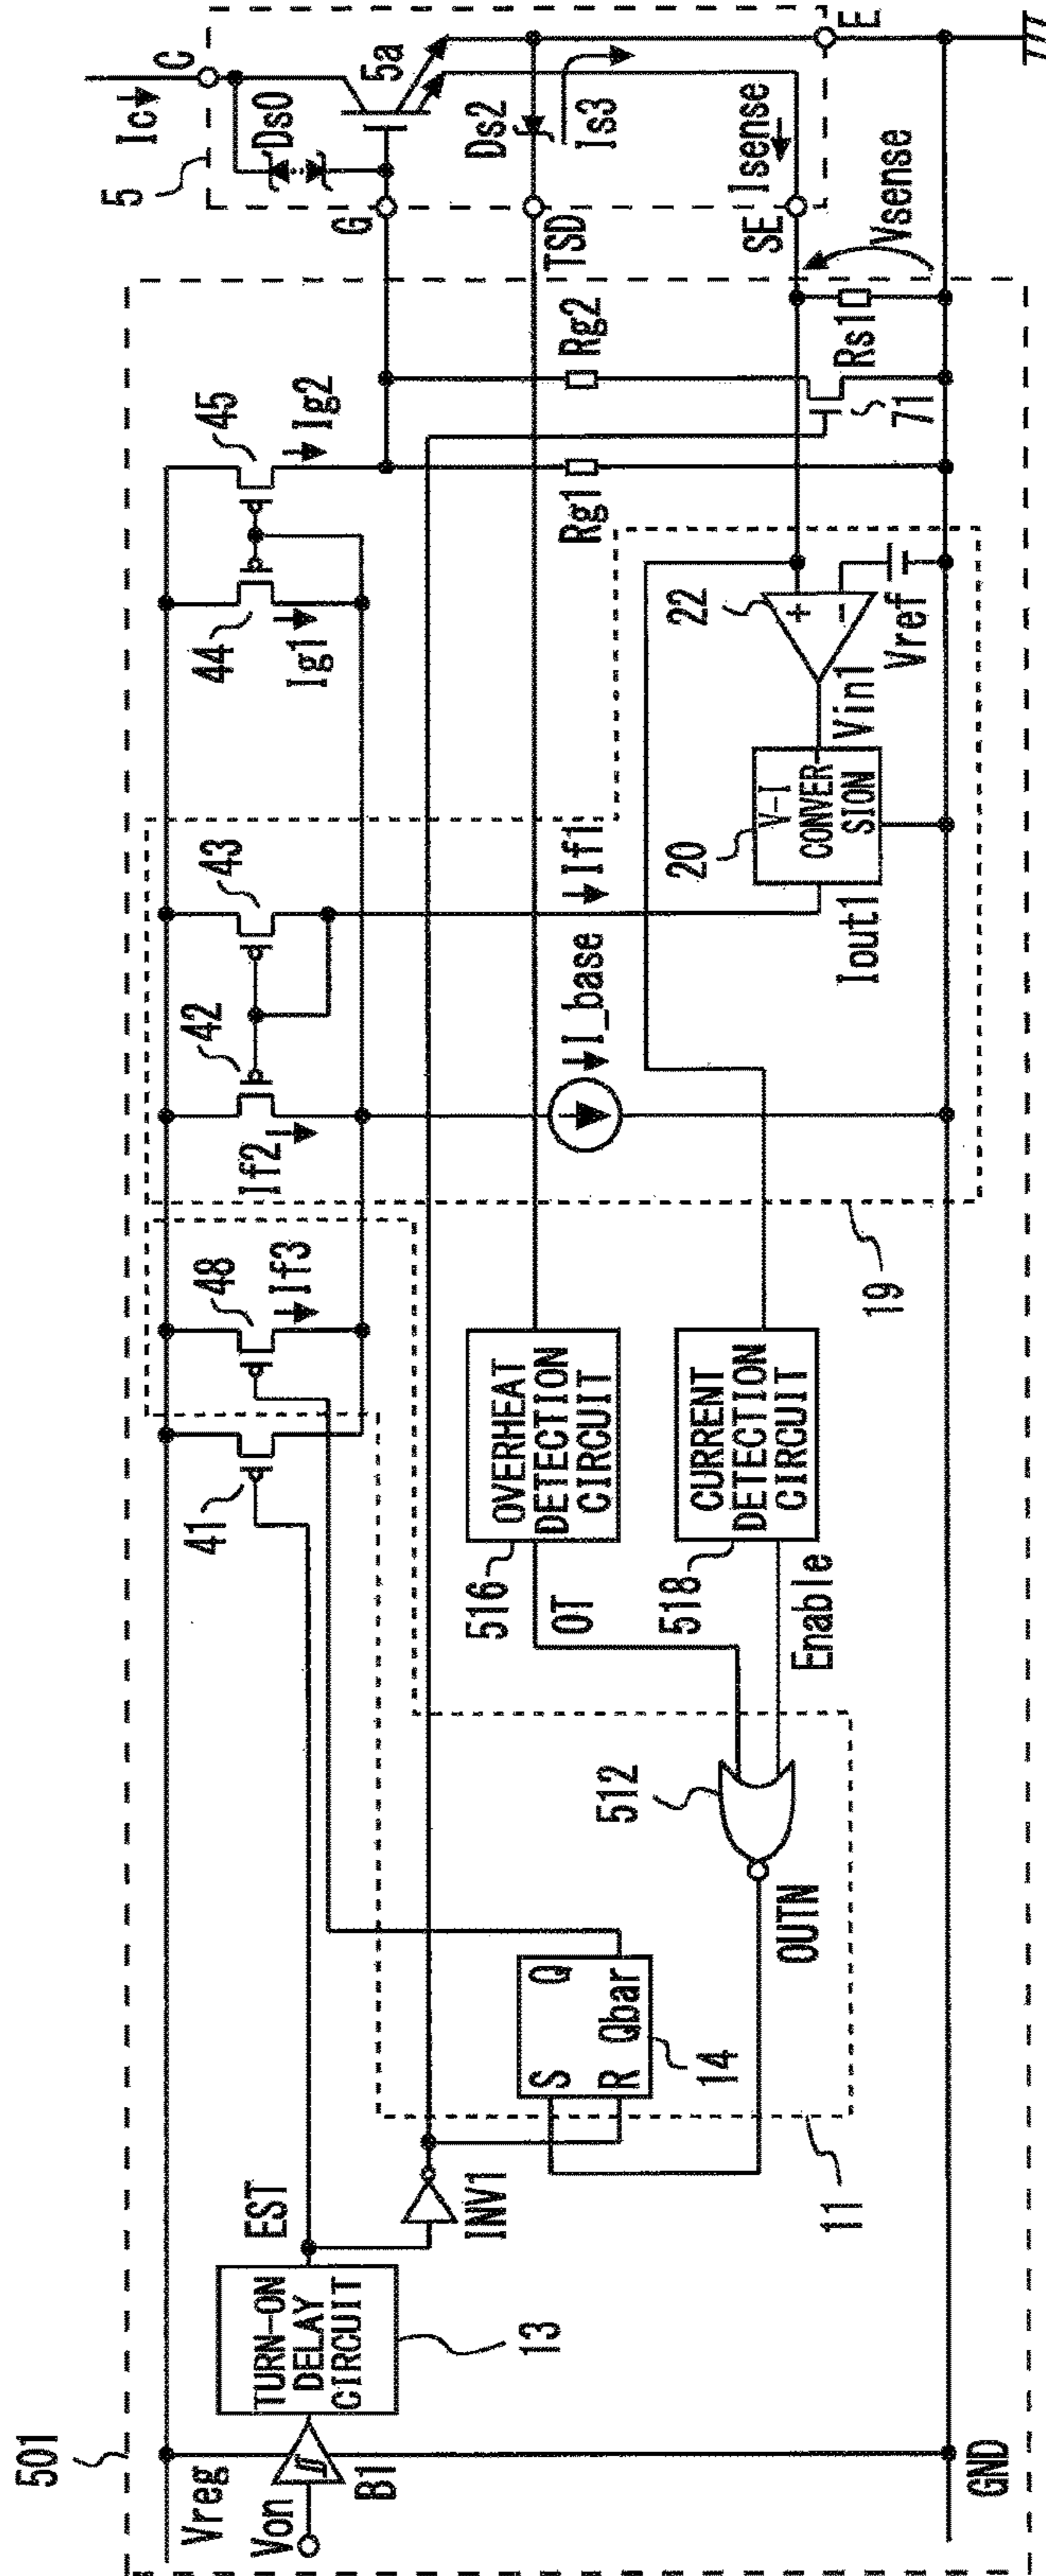 501
Vreg
Von
B1
GND
TURN-ON
DELAY
CIRCUIT
13
EST
INV1
11
S
Q
R
Qbar
14
OUTN
512
41
48
If3
516
OVERHEAT
DETECTION
CIRCUIT
OT
518
CURRENT
DETECTION
CIRCUIT
Enable
19
42
If2
43
I_base
If1
Iout1
20
V-I
CONVER
SION
Vin1
22
+
−
Vref
44
Ig1
45
Ig2
Rg1
Rg2
71
Rs1
Vsense
5
G
TSD
SE
Ds0
Ic
C
5a
Ds2
Is3
Isense
E